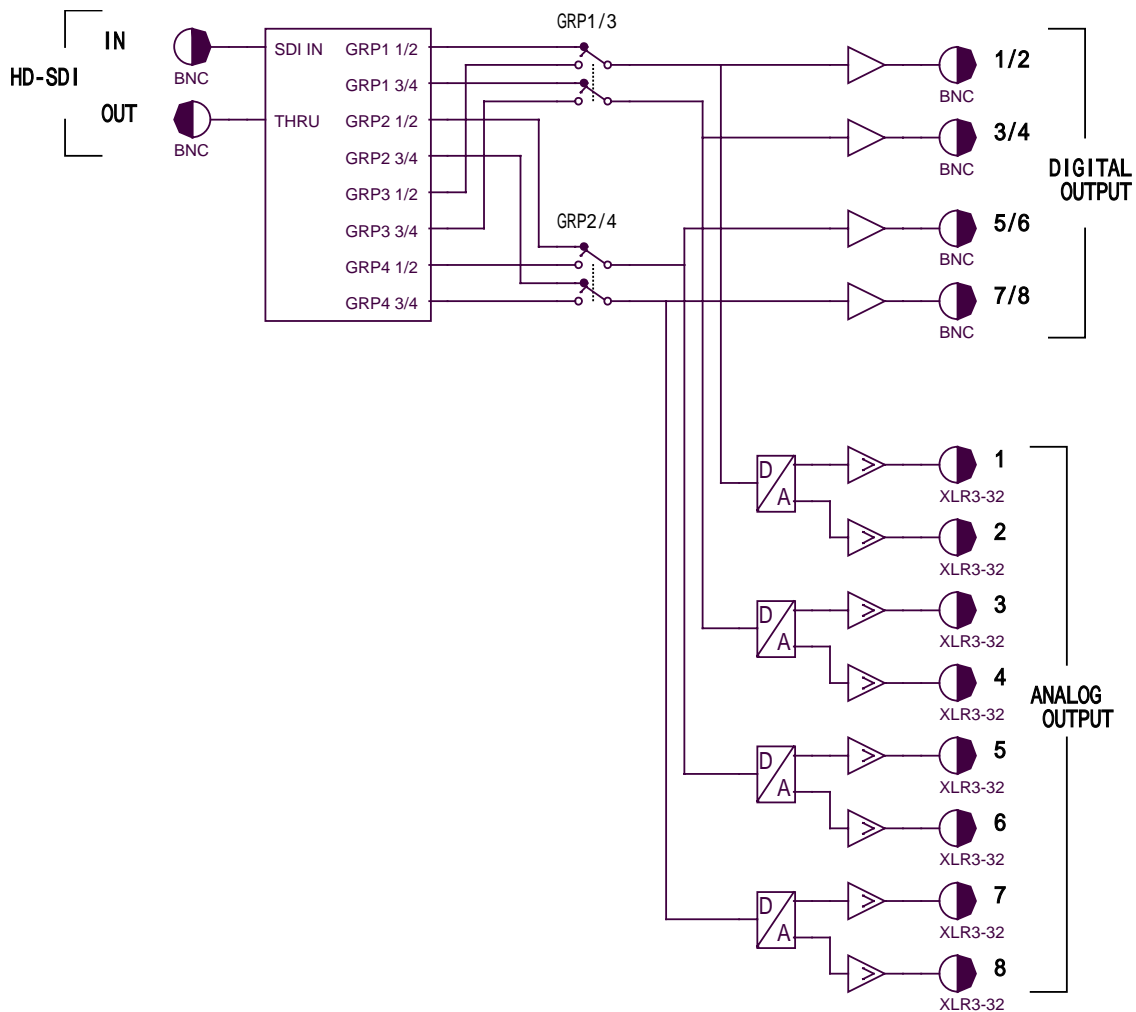 HD-SDI
IN
BNC
OUT
BNC
SDI IN
THRU
GRP1 1/2
GRP1 3/4
GRP2 1/2
GRP2 3/4
GRP3 1/2
GRP3 3/4
GRP4 1/2
GRP4 3/4
GRP1/3
GRP2/4
1/2
BNC
3/4
BNC
5/6
BNC
7/8
BNC
DIGITAL
OUTPUT
D
A
1
XLR3-32
2
XLR3-32
D
A
3
XLR3-32
4
XLR3-32
D
A
5
XLR3-32
6
XLR3-32
D
A
7
XLR3-32
8
XLR3-32
ANALOG
OUTPUT